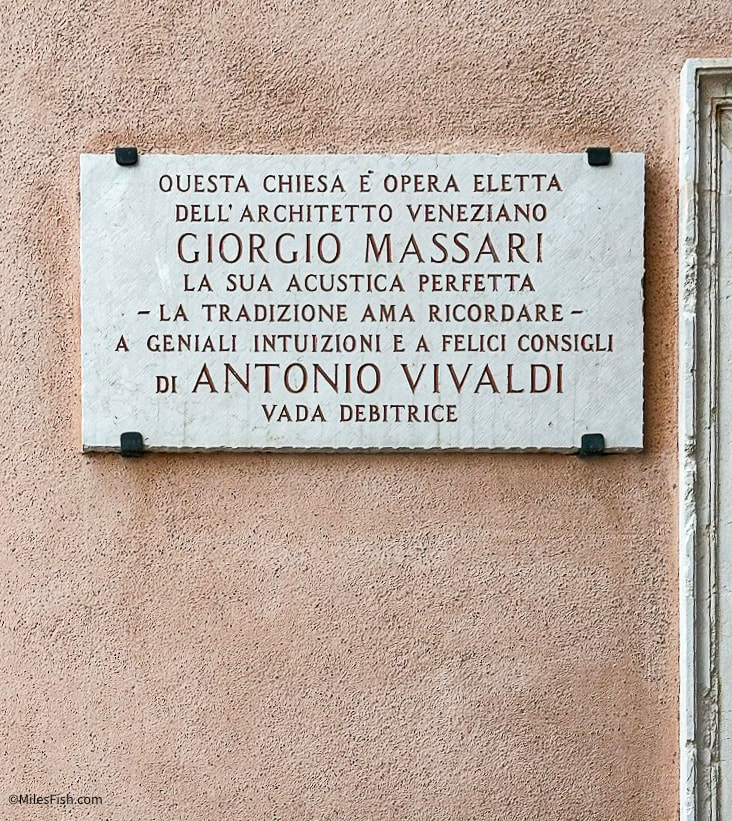 QUESTA CHIESA È OPERA ELETTA
DELL'ARCHITETTO VENEZIANO
GIORGIO MASSARI
LA SUA ACUSTICA PERFETTA
– LA TRADIZIONE AMA RICORDARE –
A GENIALI INTUIZIONI E A FELICI CONSIGLI
DI ANTONIO VIVALDI
VADA DEBITRICE
©MilesFish.com